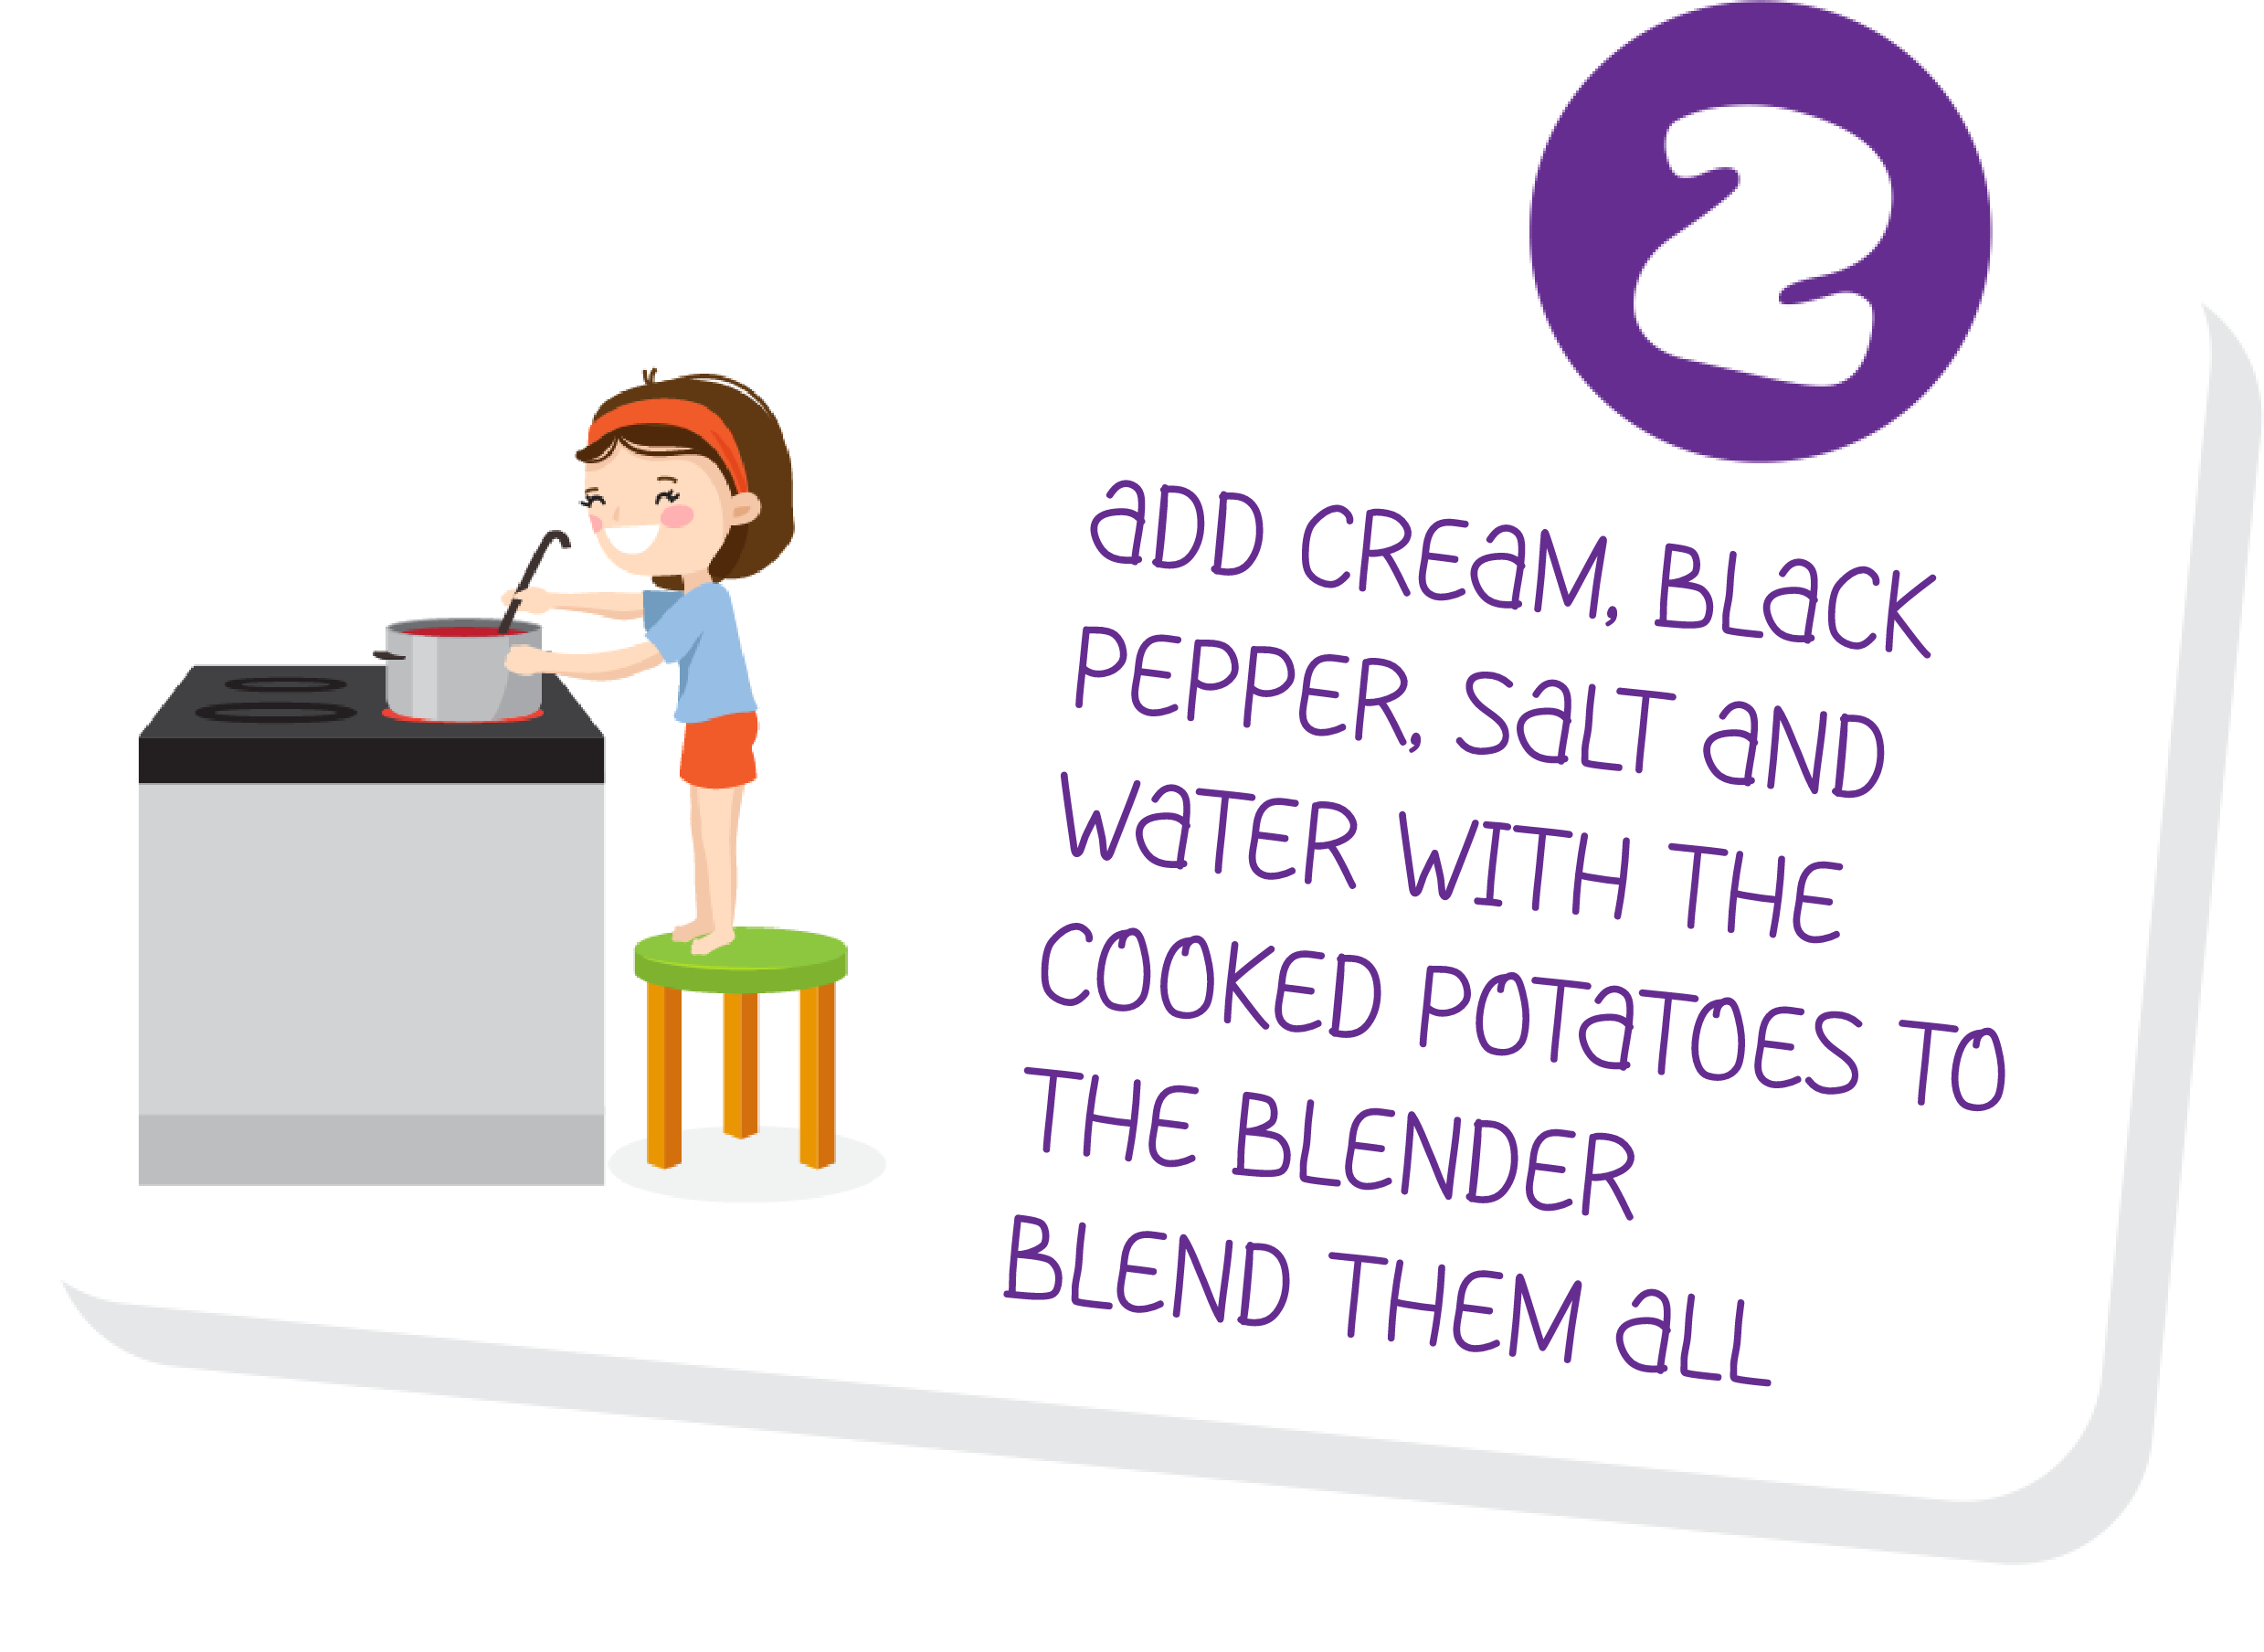 2
aDD CREaM, BLaCK
PEPPER, SaLT aND
WaTER WITH THE
COOKED POTaTOES TO
THE BLENDER
BLEND THEM aLL